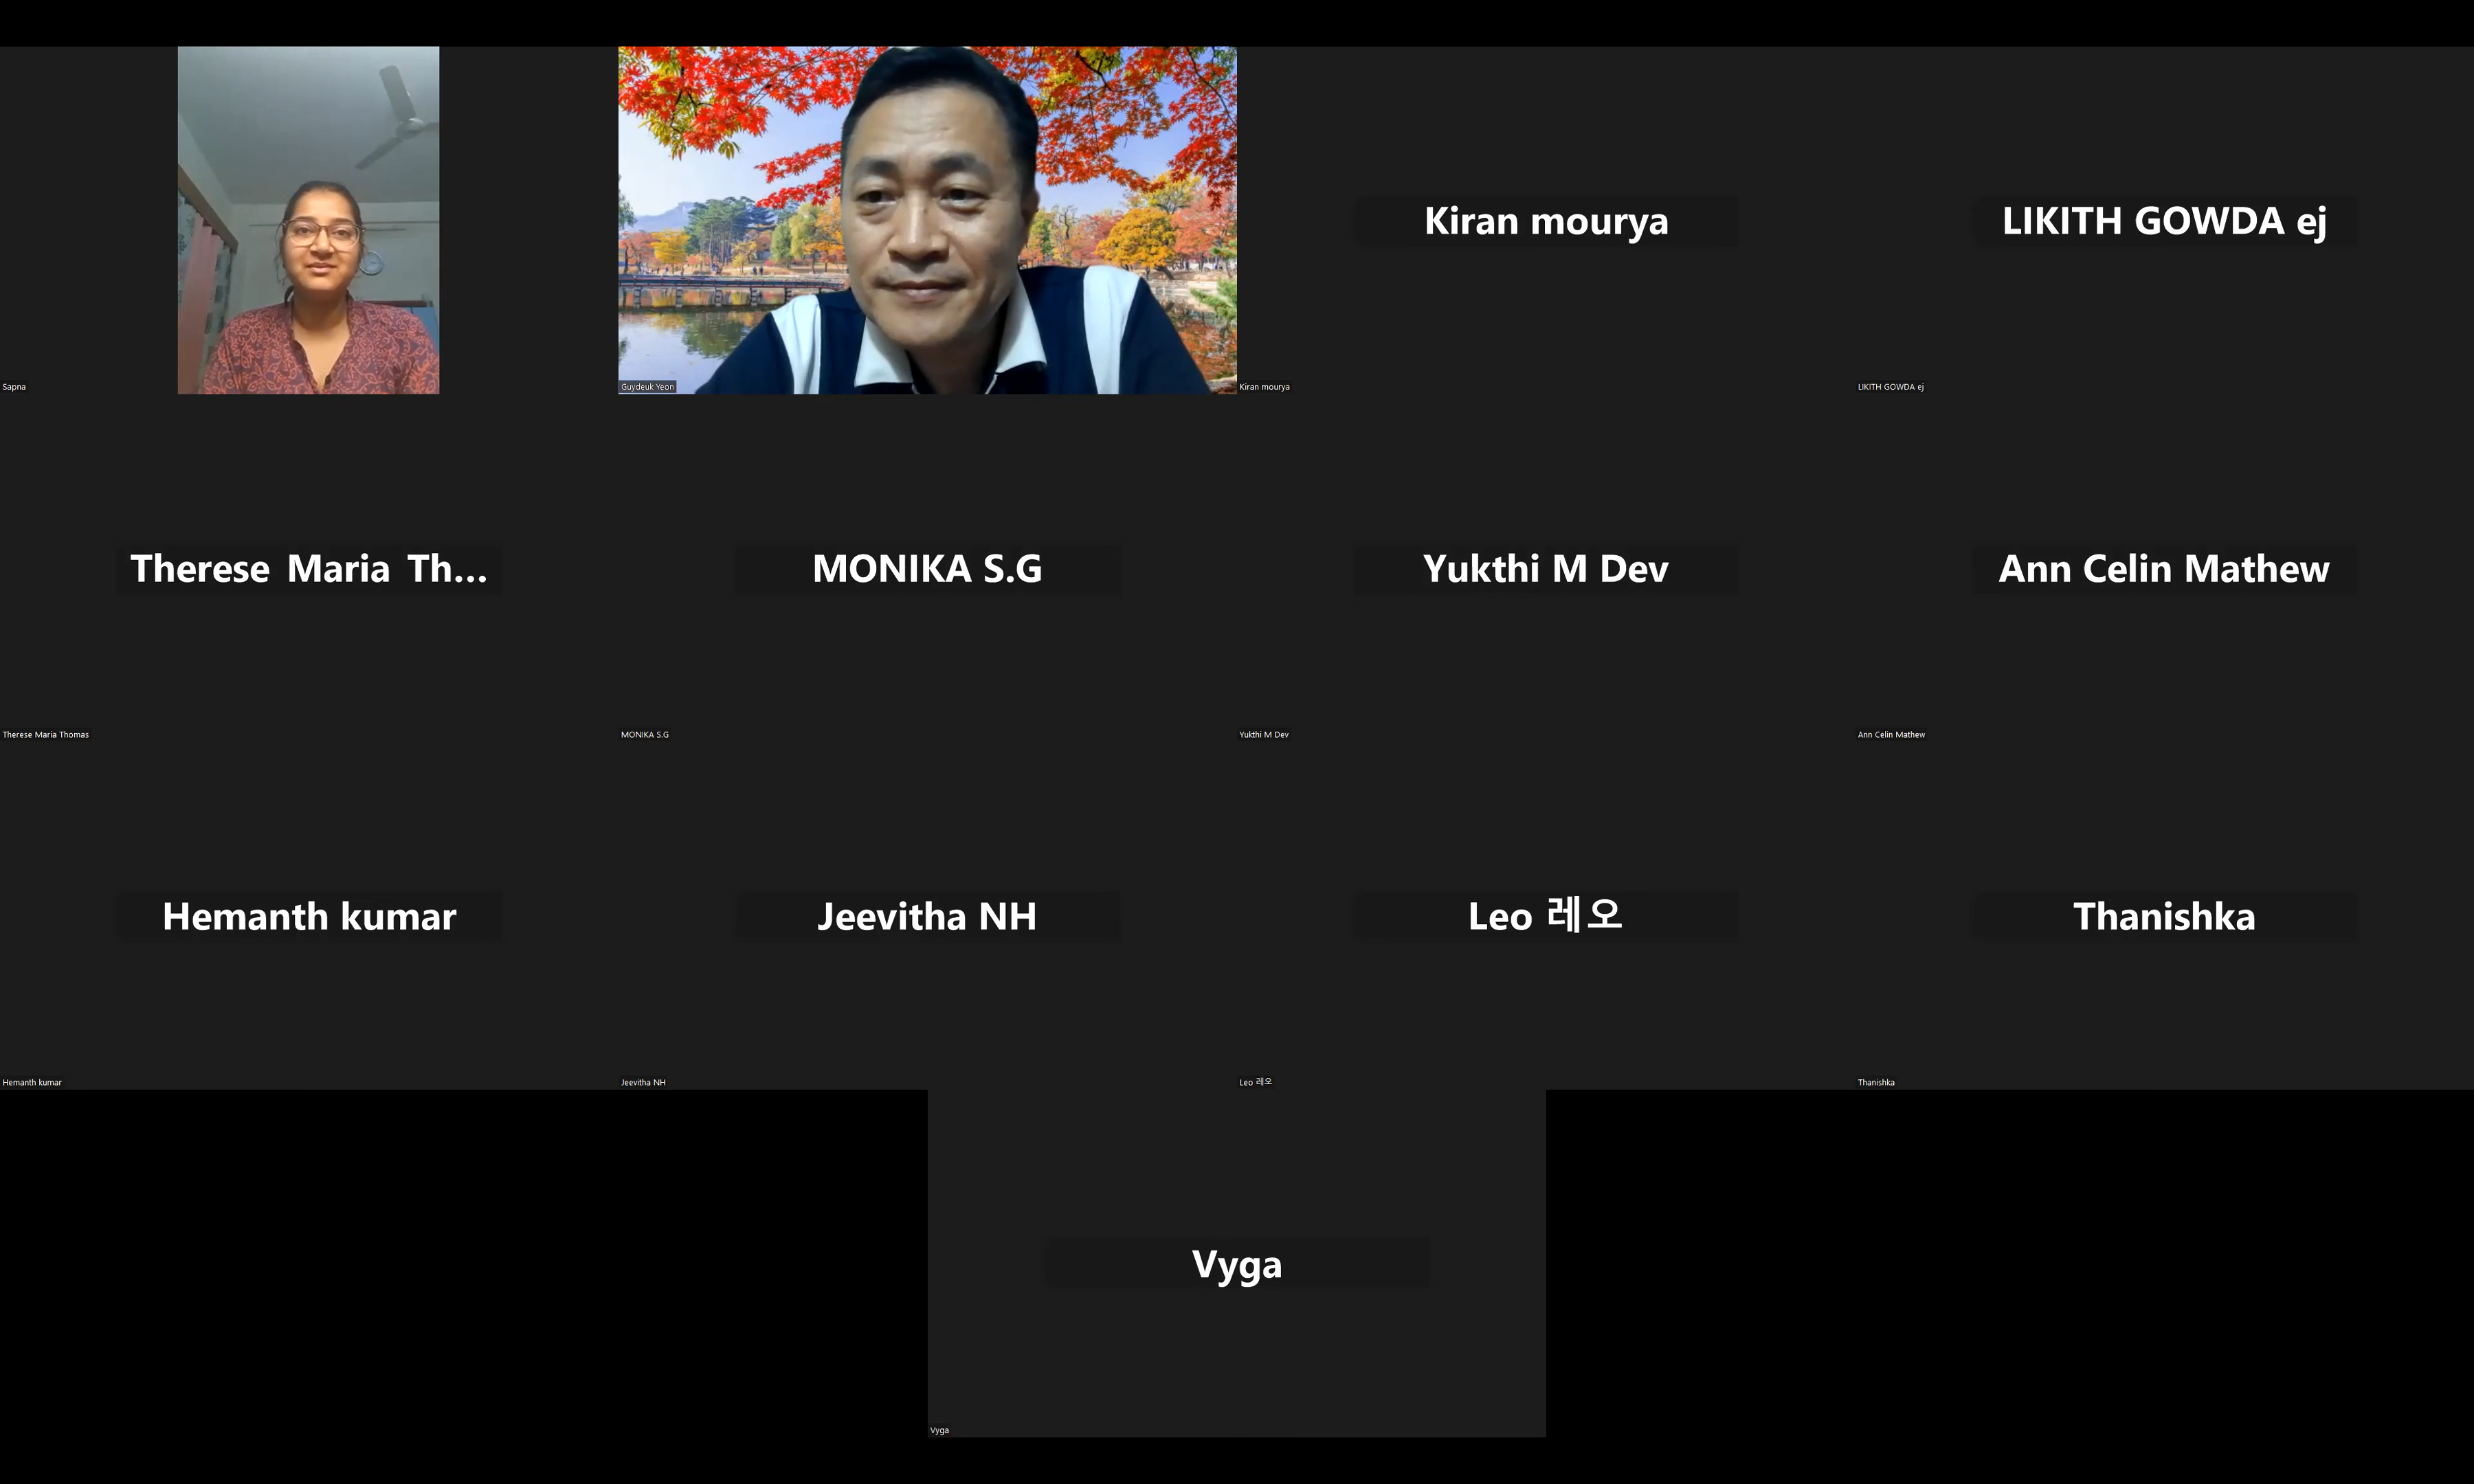 Sapna
Guydeuk Yeon
Kiran mourya
Kiran mourya
LIKITH GOWDA ej
LIKITH GOWDA ej
Therese Maria Th...
Therese Maria Thomas
MONIKA S.G
MONIKA S.G
Yukthi M Dev
Yukthi M Dev
Ann Celin Mathew
Ann Celin Mathew
Hemanth kumar
Hemanth kumar
Jeevitha NH
Jeevitha NH
Leo 레오
Leo 레오
Thanishka
Thanishka
Vyga
Vyga